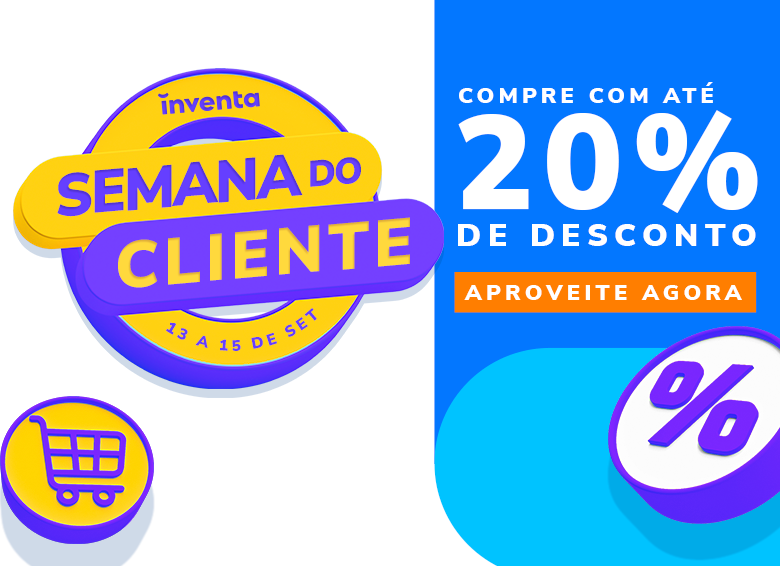 inventa
SEMANA DO
CLIENTE
13 A 15 DE SET
COMPRE COM ATÉ
20%
DE DESCONTO
APROVEITE AGORA
%